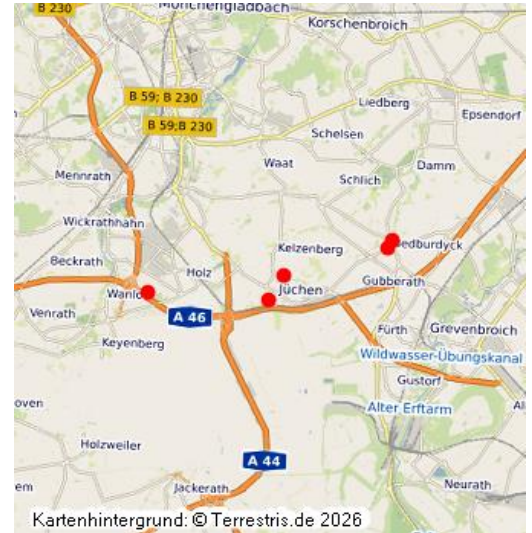 B 230
Mönchengladbach
Korschenbroich
B 59; B 230
B 59;B 230
Liedberg
Epsendorf
Schelsen
Waat
Damm
Mennrath
Schlich
Wickrathhahn
Kelzenberg
Bedburdyck
Beckrath
Holz
Gubberath
Jüchen
A 46
Venrath
Fürth
Grevenbroich
Keyenberg
Wildwasser-Übungskanal
Gustorf
Alter Erftarm
Holzweiler
A 44
Jackerath
Neurath
Kartenhintergrund: © Terrestris.de 2026